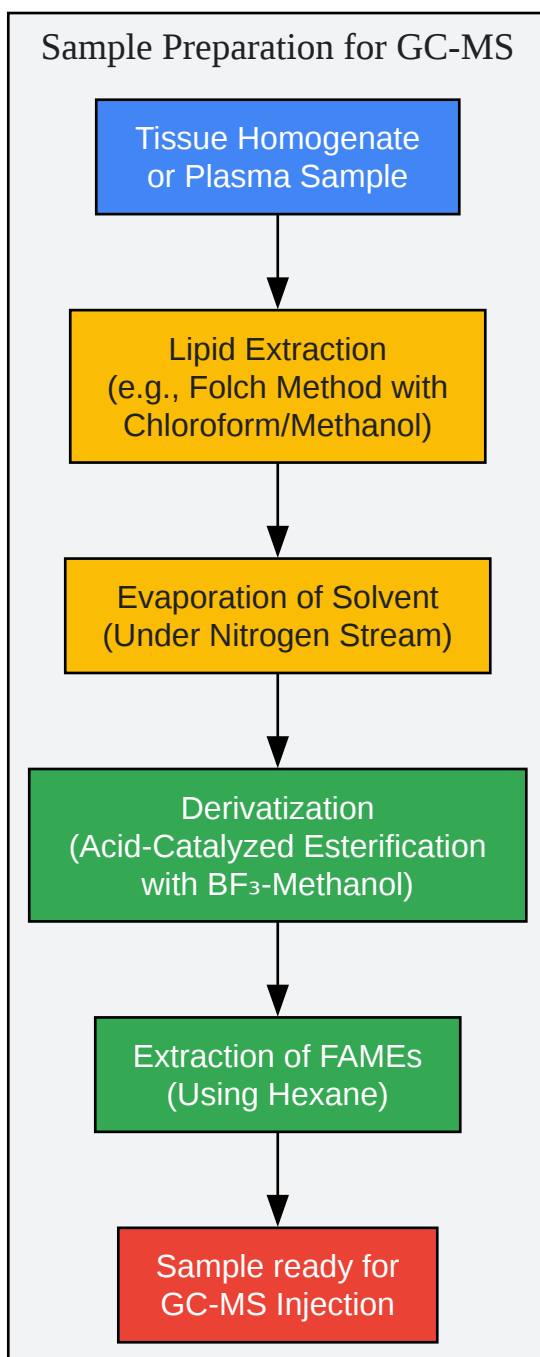 Sample Preparation for GC-MS
Tissue Homogenate
or Plasma Sample
Lipid Extraction
(e.g., Folch Method with
Chloroform/Methanol)
Evaporation of Solvent
(Under Nitrogen Stream)
Derivatization
(Acid-Catalyzed Esterification
with BF₃-Methanol)
Extraction of FAMEs
(Using Hexane)
Sample ready for
GC-MS Injection